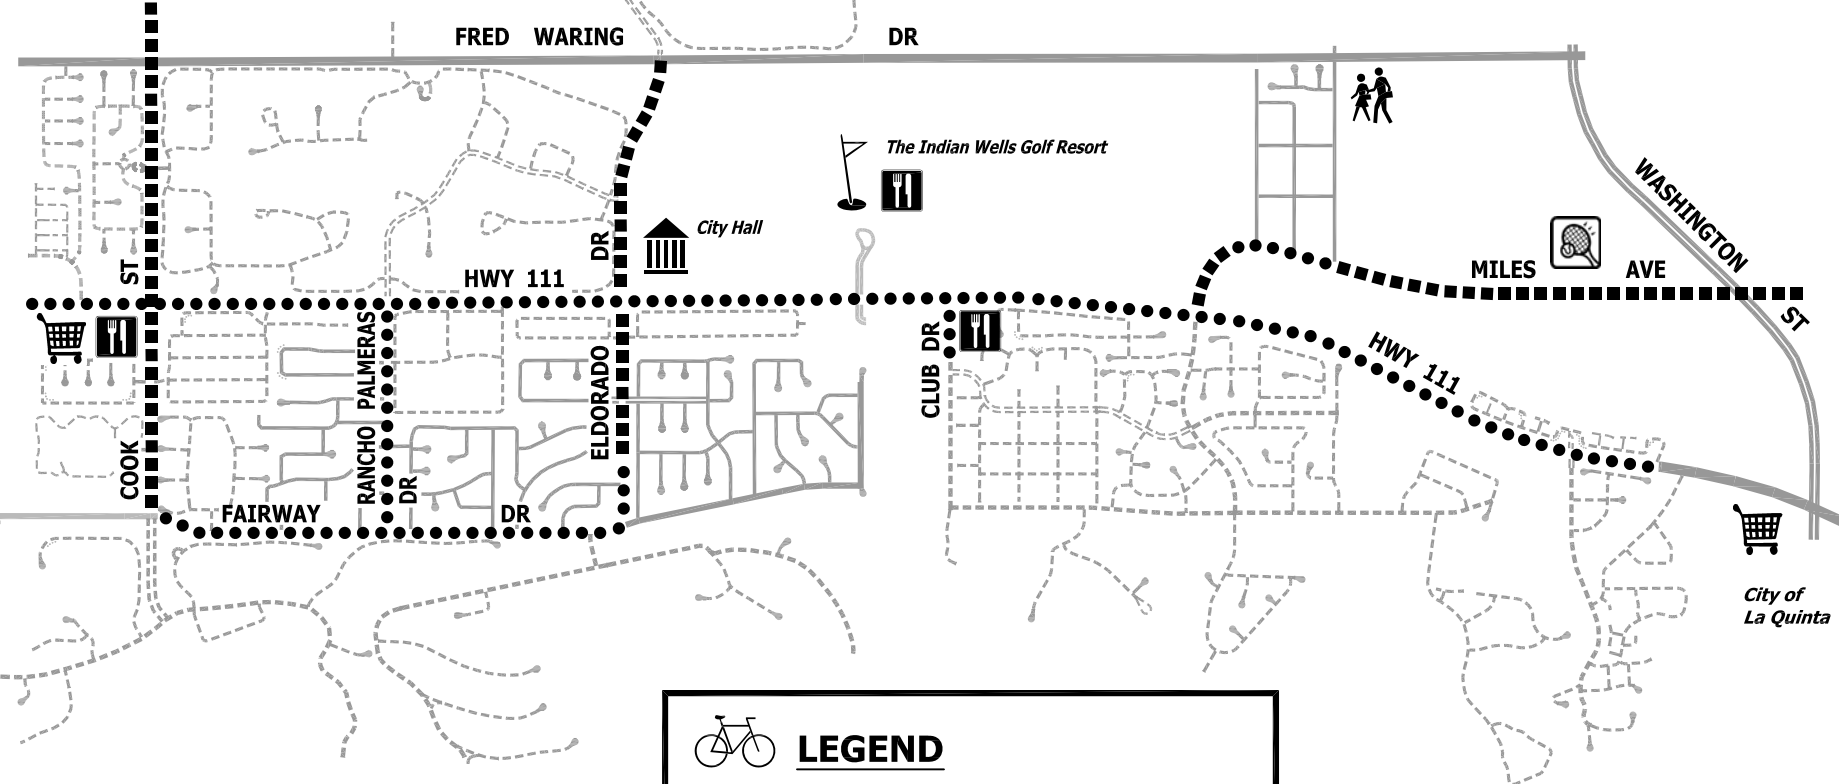 FRED WARING DR
The Indian Wells Golf Resort
WASHINGTON ST
City Hall
DR
ST
HWY 111
MILES AVE
CLUB DR
HWY 111
RANCHO PALMERAS
DR
ELDORADO
COOK
FAIRWAY DR
City of
La Quinta
LEGEND